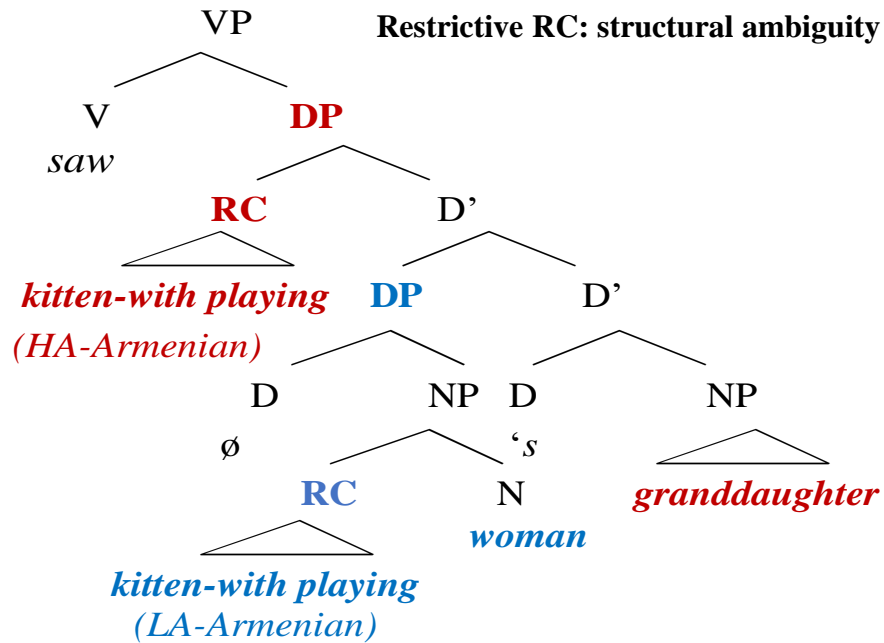 VP
Restrictive RC: structural ambiguity
V
DP
saw
RC
D’
kitten-with playing
DP
D’
(HA-Armenian)
D
NP
D
NP
ø
‘s
RC
N
granddaughter
woman
kitten-with playing
(LA-Armenian)